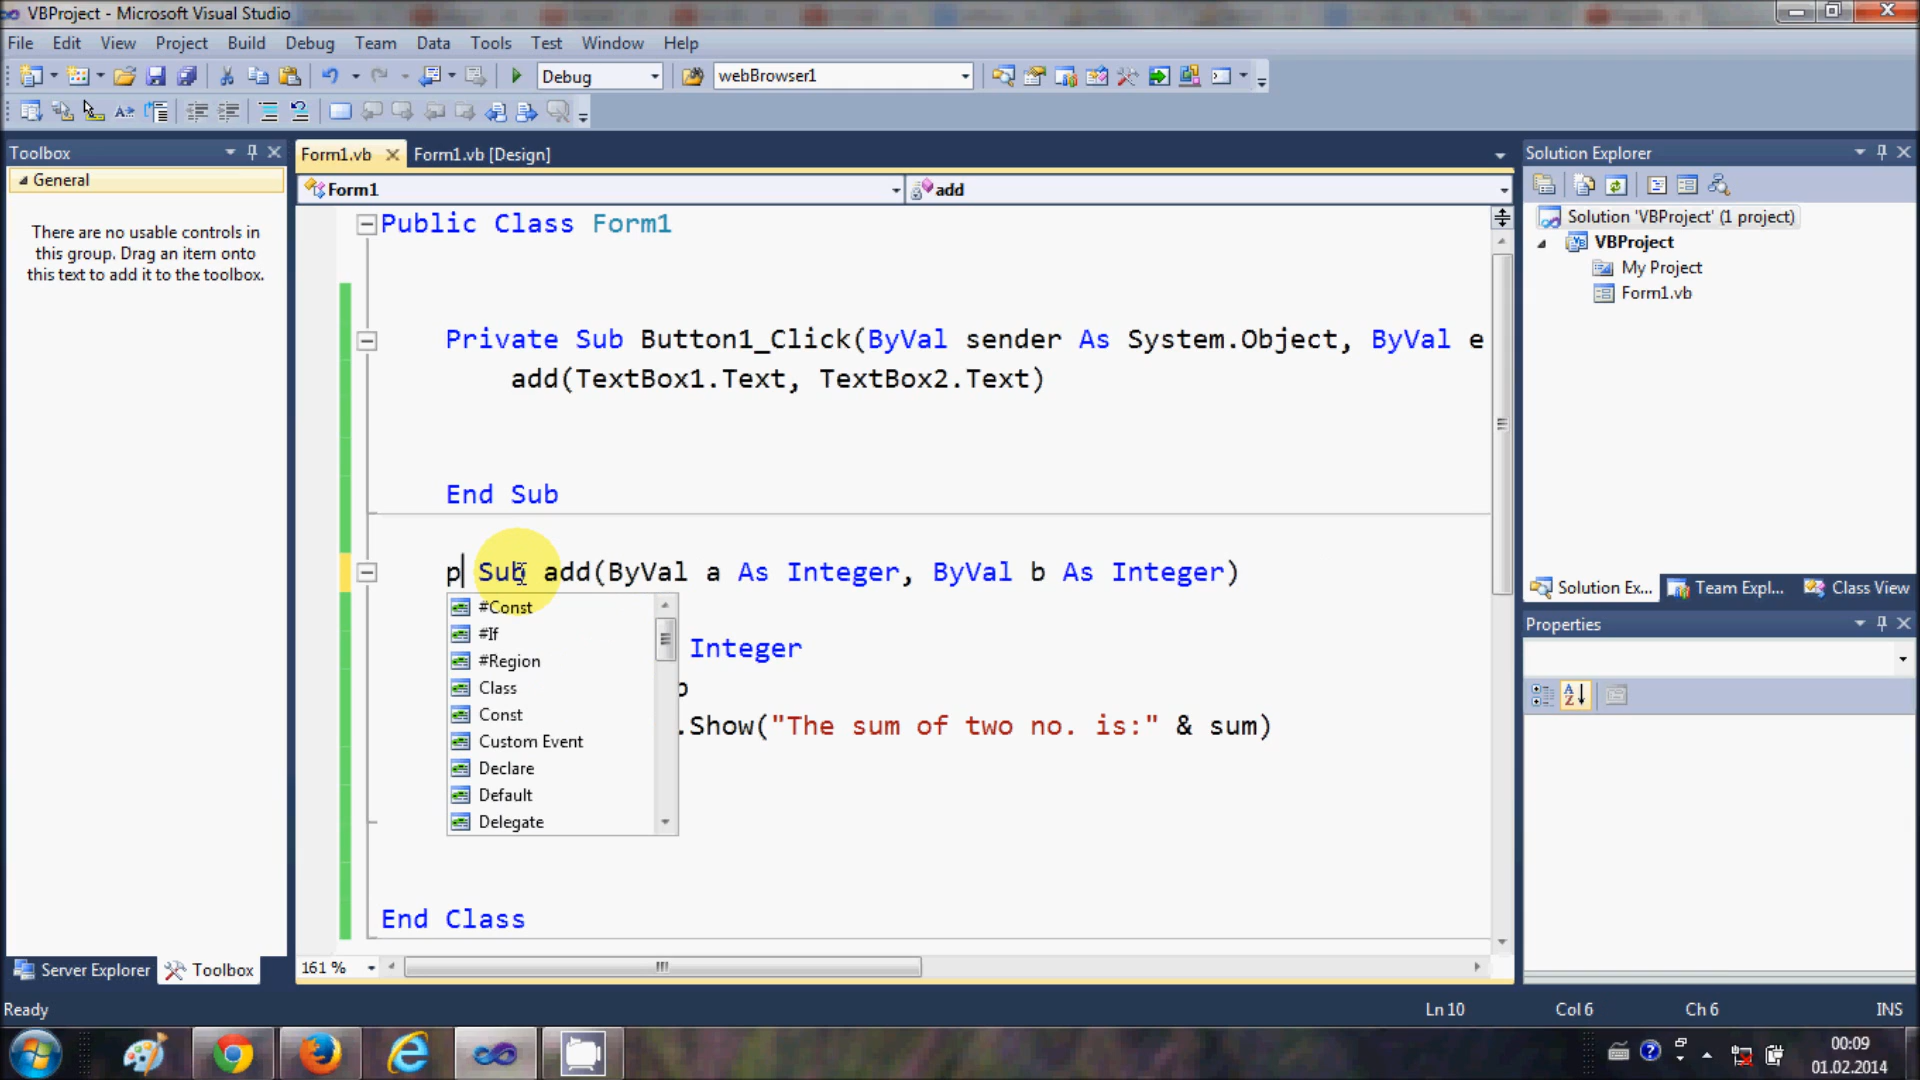 VBProject - Microsoft Visual Studio
File Edit View Project Build Debug Team Data Tools Test Window Help
Debug webBrowser1
Toolbox
General
There are no usable controls in
this group. Drag an item onto
this text to add it to the toolbox.
Server Explorer Toolbox
Form1.vb Form1.vb [Design]
Form1 add
Public Class Form1
Private Sub Button1_Click(ByVal sender As System.Object, ByVal e
add(TextBox1.Text, TextBox2.Text)
End Sub
p Sub add(ByVal a As Integer, ByVal b As Integer)
#Const
#If
Integer
#Region
Class
Const
.Show("The sum of two no. is:" & sum)
Custom Event
Declare
Default
Delegate
End Class
161 %
Solution Explorer
Solution 'VBProject' (1 project)
VBProject
My Project
Form1.vb
Solution Ex... Team Expl... Class View
Properties
Ready Ln 10 Col 6 Ch 6 INS
00:09
01.02.2014